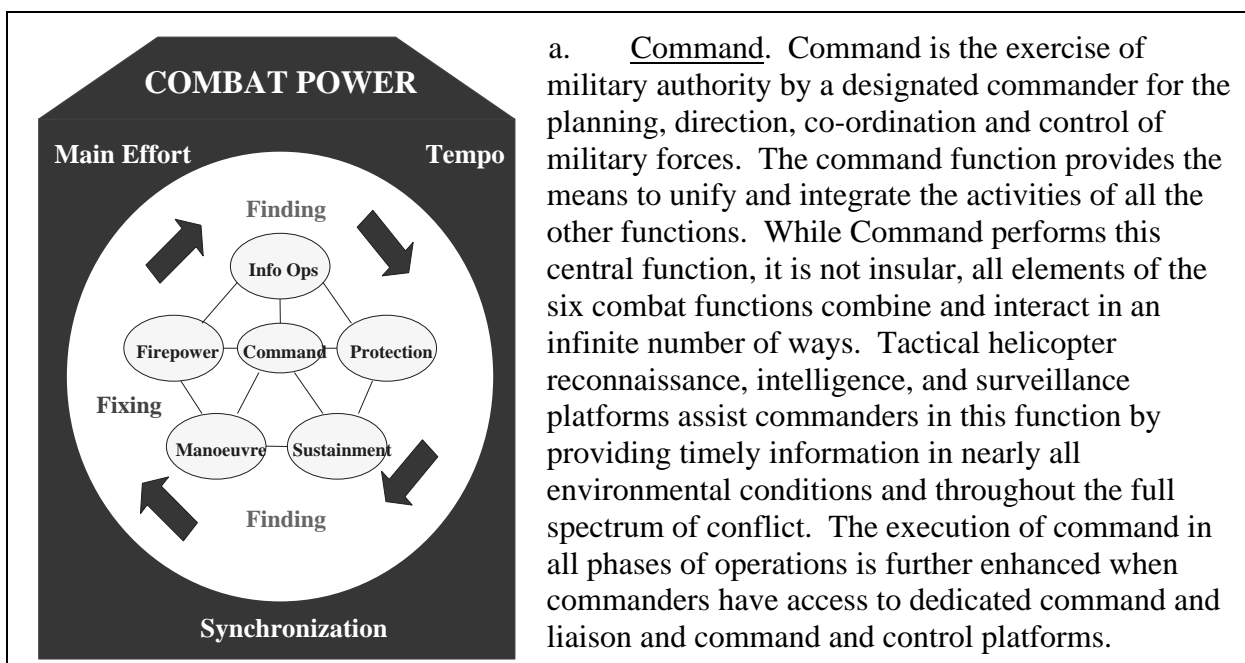 COMBAT POWER
Main Effort
Tempo
Finding
Info Ops
Firepower
Command
Protection
Fixing
Manoeuvre
Sustainment
Finding
Synchronization
a. Command. Command is the exercise of
military authority by a designated commander for the
planning, direction, co-ordination and control of
military forces. The command function provides the
means to unify and integrate the activities of all the
other functions. While Command performs this
central function, it is not insular, all elements of the
six combat functions combine and interact in an
infinite number of ways. Tactical helicopter
reconnaissance, intelligence, and surveillance
platforms assist commanders in this function by
providing timely information in nearly all
environmental conditions and throughout the full
spectrum of conflict. The execution of command in
all phases of operations is further enhanced when
commanders have access to dedicated command and
liaison and command and control platforms.